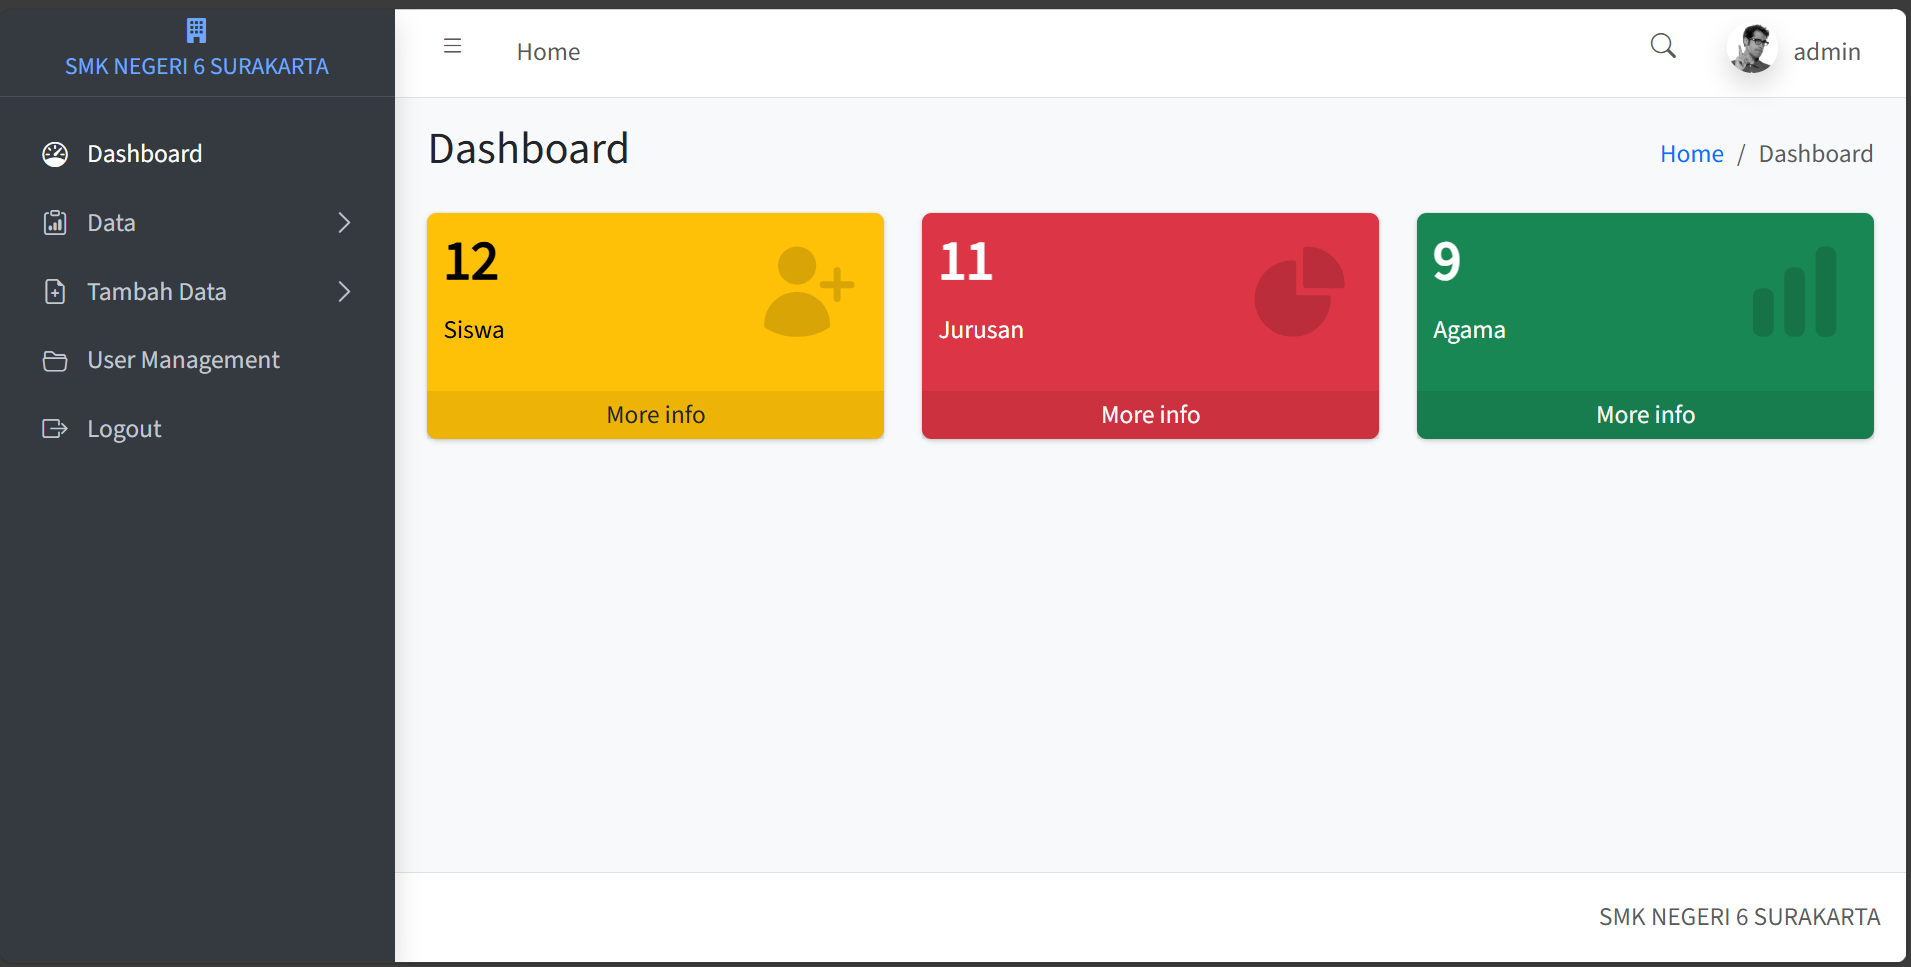 SMK NEGERI 6 SURAKARTA
Home
admin
Dashboard
Data
Tambah Data
User Management
Logout
Dashboard
Home / Dashboard
12
Siswa
More info
11
Jurusan
More info
9
Agama
More info
SMK NEGERI 6 SURAKARTA